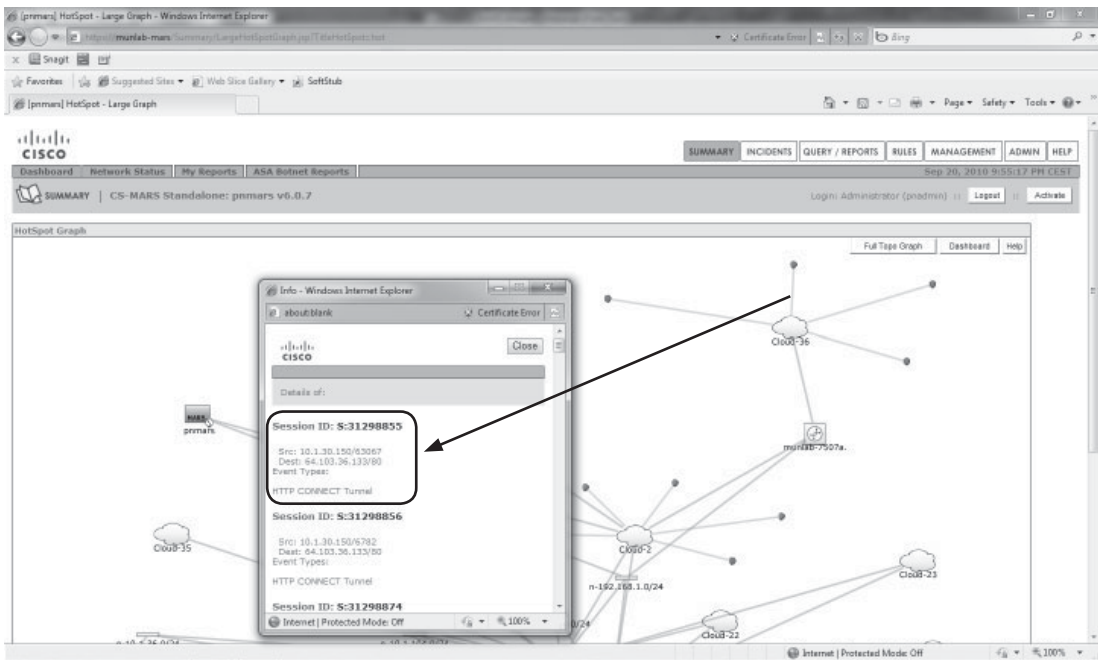 [pnmars] HotSpot - Large Graph - Windows Internet Explorer
Certificate Error
Bing
x Snagit
Favorites Suggested Sites Web Slice Gallery SoftStub
[pnmars] HotSpot - Large Graph
Page Safety Tools
CISCO
SUMMARY INCIDENTS QUERY / REPORTS RULES MANAGEMENT ADMIN HELP
Dashboard Network Status My Reports ASA Botnet Reports
Sep 20, 2010 9:55:17 PM CEST
SUMMARY | CS-MARS Standalone: pnmars v6.0.7
Login: Administrator (pnadmin) :: Logout :: Activate
HotSpot Graph
Full Topo Graph Dashboard Help
Info - Windows Internet Explorer
about:blank Certificate Error
CISCO
Close
Details of:
Session ID: S:31298855
Src: 10.1.30.150/63067
Dest: 64.103.36.133/80
Event Types:
HTTP CONNECT Tunnel
Session ID: S:31298856
Src: 10.1.30.150/6782
Dest: 64.103.36.133/80
Event Types:
HTTP CONNECT Tunnel
Session ID: S:31298874
Internet | Protected Mode: Off 100%
MARS
pnmars
Cloud-36
munlab-7507a.
Cloud-35
Cloud-2
n-192.168.1.0/24
Cloud-23
0/24
Cloud-22
Internet | Protected Mode: Off 100%